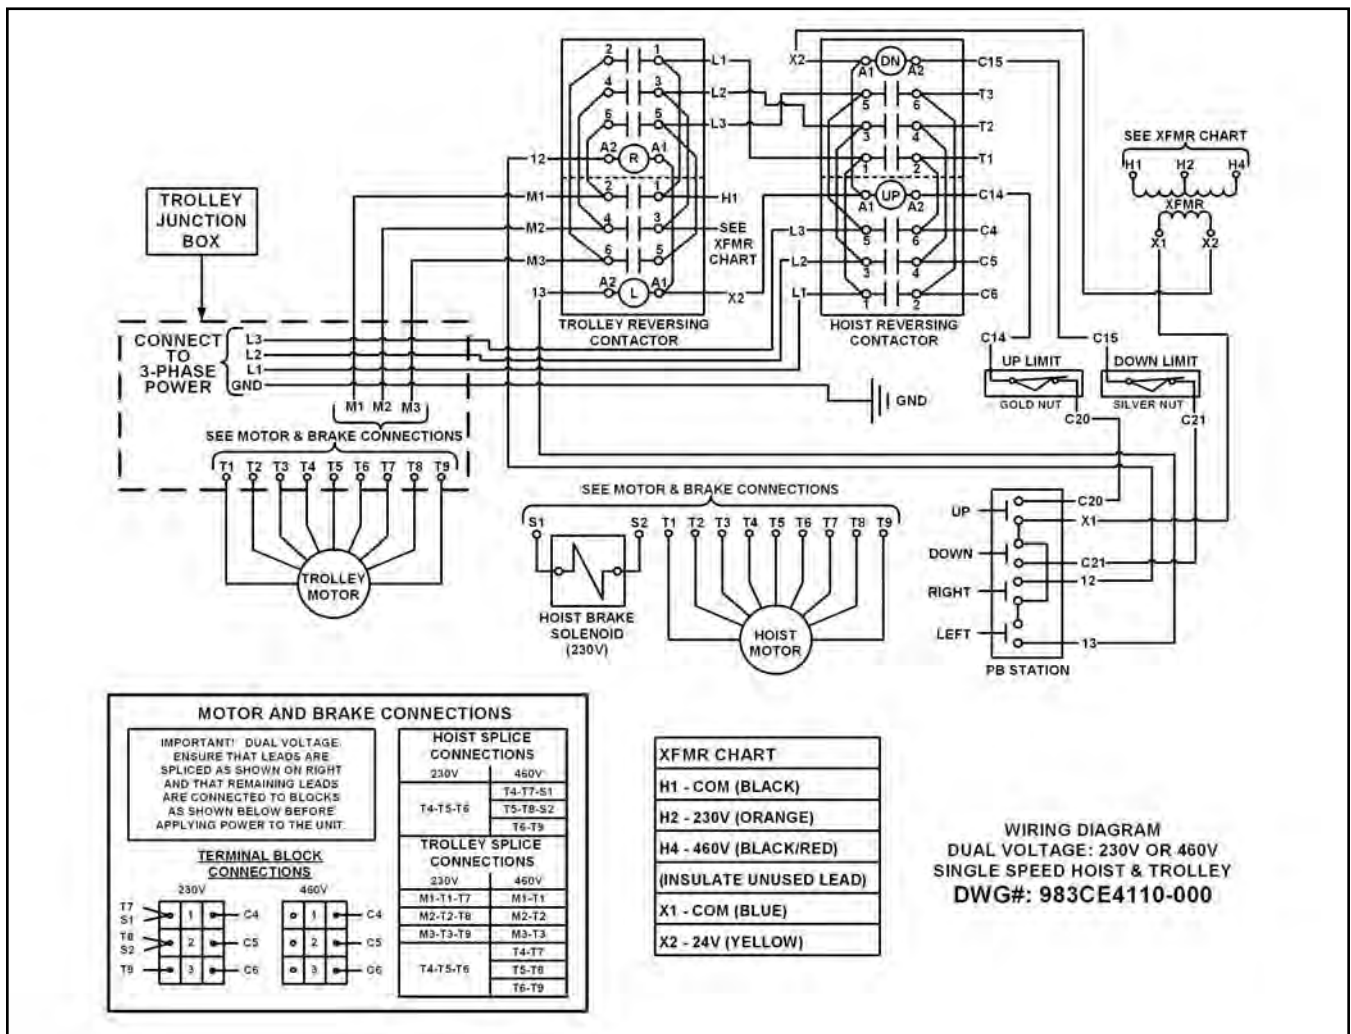 2 1 L1
4 3 L2
6 5 L3
12 A2 R A1
M1 2 1 H1
M2 4 3 SEE
XFMR
CHART
M3 6 5
13 A2 L A1 X2
TROLLEY REVERSING
CONTACTOR
X2 A1 DN A2 C15
5 6 T3
3 4 T2
1 2 T1
A1 UP A2 C14
L3 5 6 C4
L2 3 4 C5
L1 1 2 C6
HOIST REVERSING
CONTACTOR
SEE XFMR CHART
H1 H2 H4
XFMR
X1 X2
TROLLEY
JUNCTION
BOX
CONNECT
TO
3-PHASE
POWER
L3
L2
L1
GND
GND
M1 M2 M3
SEE MOTOR & BRAKE CONNECTIONS
T1 T2 T3 T4 T5 T6 T7 T8 T9
TROLLEY
MOTOR
C14 C15
UP LIMIT
GOLD NUT
C20
DOWN LIMIT
SILVER NUT
C21
SEE MOTOR & BRAKE CONNECTIONS
S1 S2 T1 T2 T3 T4 T5 T6 T7 T8 T9
HOIST BRAKE
SOLENOID
(230V)
HOIST
MOTOR
UP C20
X1
DOWN C21
12
RIGHT
LEFT 13
PB STATION
MOTOR AND BRAKE CONNECTIONS
IMPORTANT! DUAL VOLTAGE.
ENSURE THAT LEADS ARE
SPLICED AS SHOWN ON RIGHT
AND THAT REMAINING LEADS
ARE CONNECTED TO BLOCKS
AS SHOWN BELOW BEFORE
APPLYING POWER TO THE UNIT.
TERMINAL BLOCK
CONNECTIONS
230V 460V
T7
S1 1 C4 1 C4
T8
S2 2 C5 2 C5
T9 3 C6 3 C6
HOIST SPLICE
CONNECTIONS
230V 460V
T4-T5-T6
T4-T7-S1
T5-T8-S2
T6-T9
TROLLEY SPLICE
CONNECTIONS
230V 460V
M1-T1-T7 M1-T1
M2-T2-T8 M2-T2
M3-T3-T9 M3-T3
T4-T5-T6
T4-T7
T5-T8
T6-T9
XFMR CHART
H1 - COM (BLACK)
H2 - 230V (ORANGE)
H4 - 460V (BLACK/RED)
(INSULATE UNUSED LEAD)
X1 - COM (BLUE)
X2 - 24V (YELLOW)
WIRING DIAGRAM
DUAL VOLTAGE: 230V OR 460V
SINGLE SPEED HOIST & TROLLEY
DWG#: 983CE4110-000